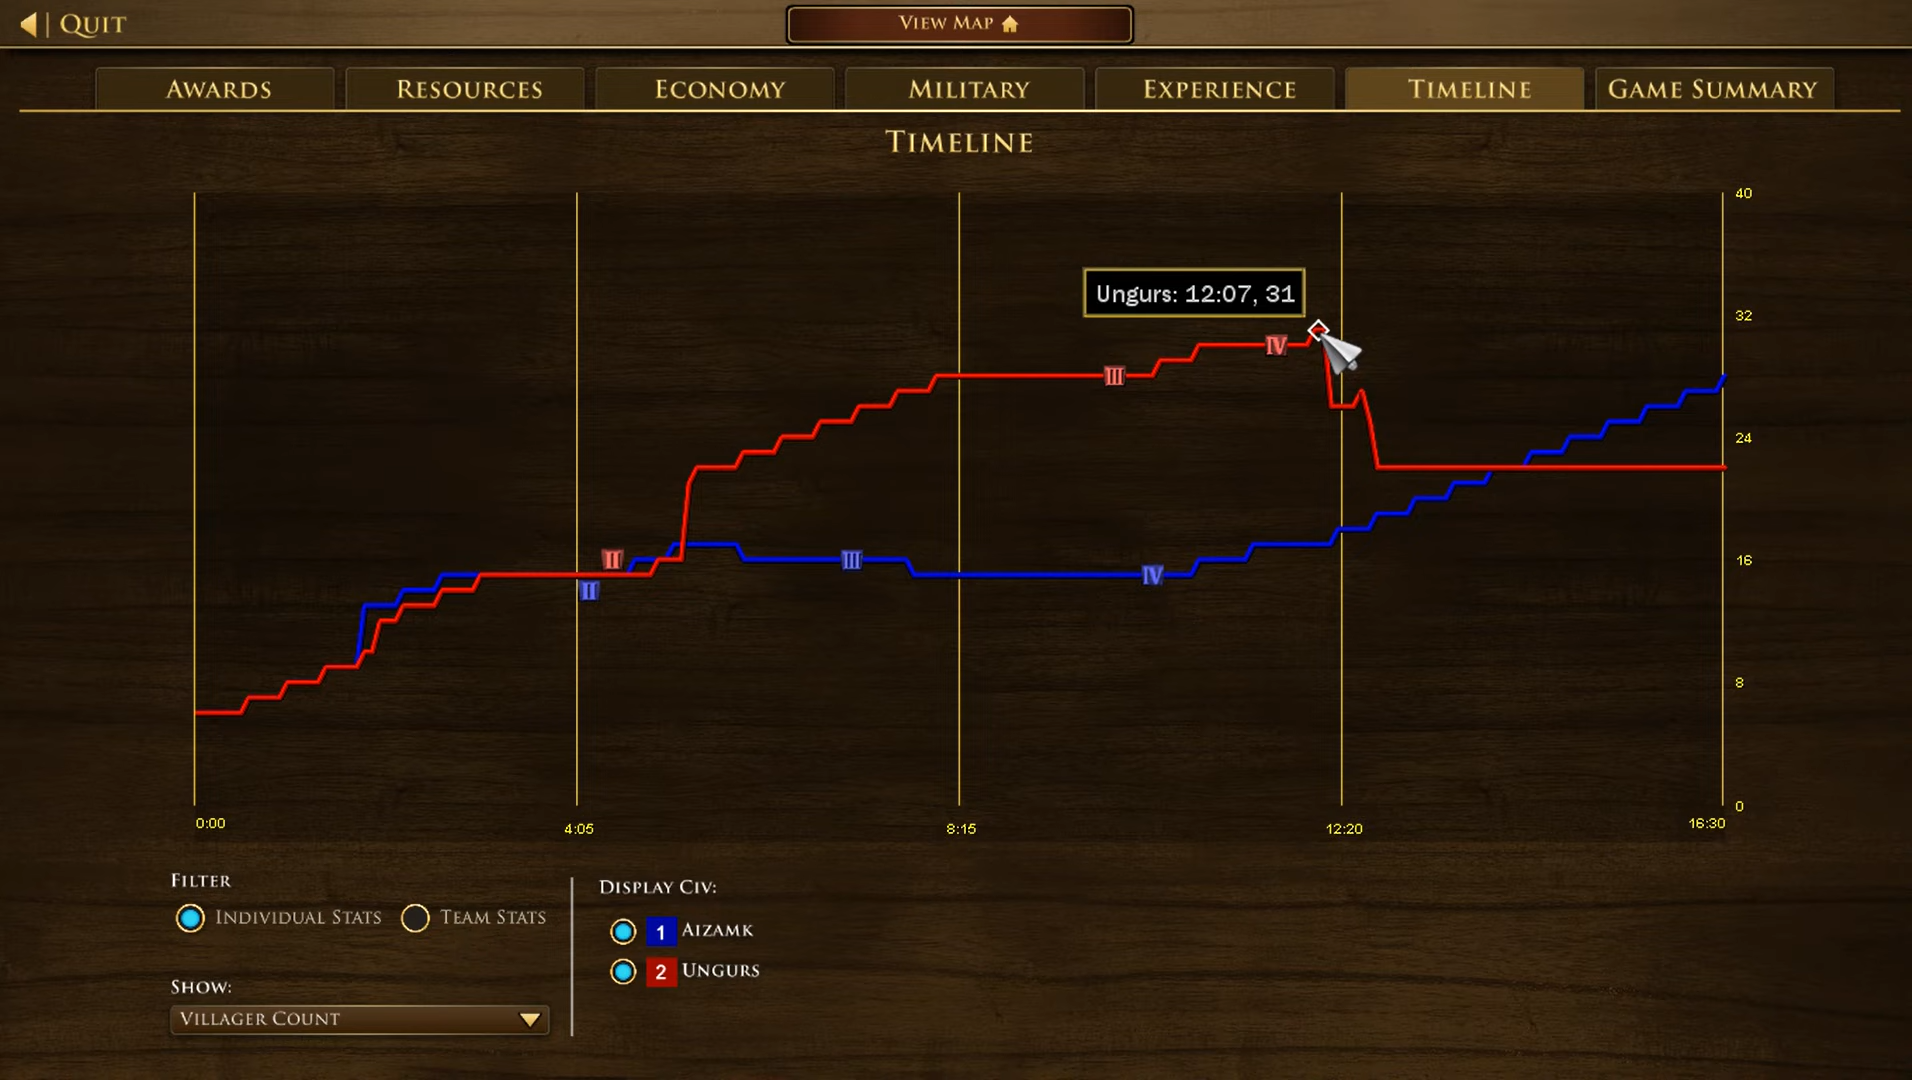 QUIT
VIEW MAP
AWARDS
RESOURCES
ECONOMY
MILITARY
EXPERIENCE
TIMELINE
GAME SUMMARY
TIMELINE
40
Ungurs: 12:07, 31
32
IV
III
24
II
III
16
II
IV
8
0
0:00
4:05
8:15
12:20
16:30
FILTER
INDIVIDUAL STATS
TEAM STATS
SHOW:
VILLAGER COUNT
DISPLAY CIV:
1 AIZAMK
2 UNGURS